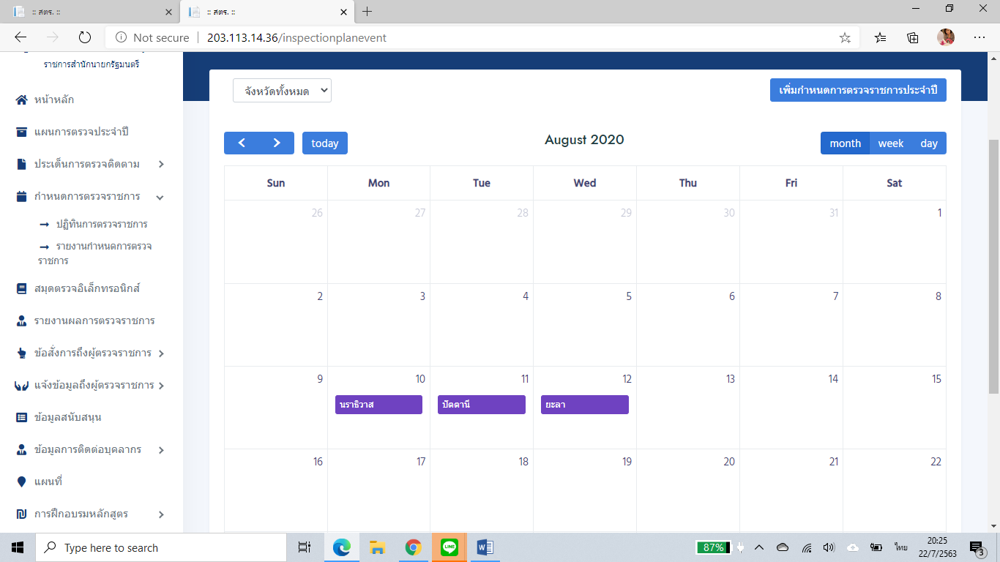 :: สตร. ::
:: สตร. ::
Not secure
203.113.14.36/inspectionplanevent
ราชการสำนักนายกรัฐมนตรี
หน้าหลัก
แผนการตรวจประจำปี
ประเด็นการตรวจติดตาม
กำหนดการตรวจราชการ
ปฏิทินการตรวจราชการ
รายงานกำหนดการตรวจ
ราชการ
สมุดตรวจอิเล็กทรอนิกส์
รายงานผลการตรวจราชการ
ข้อสั่งการถึงผู้ตรวจราชการ
แจ้งข้อมูลถึงผู้ตรวจราชการ
ข้อมูลสนับสนุน
ข้อมูลการติดต่อบุคลากร
แผนที่
การฝึกอบรมหลักสูตร
จังหวัดทั้งหมด
เพิ่มกำหนดการตรวจราชการประจำปี
today
August 2020
month week day
Sun Mon Tue Wed Thu Fri Sat
26 27 28 29 30 31 1
2 3 4 5 6 7 8
9 10 11 12 13 14 15
นราธิวาส ปัตตานี ยะลา
16 17 18 19 20 21 22
Type here to search
87%
ไทย
20:25
22/7/2563
3